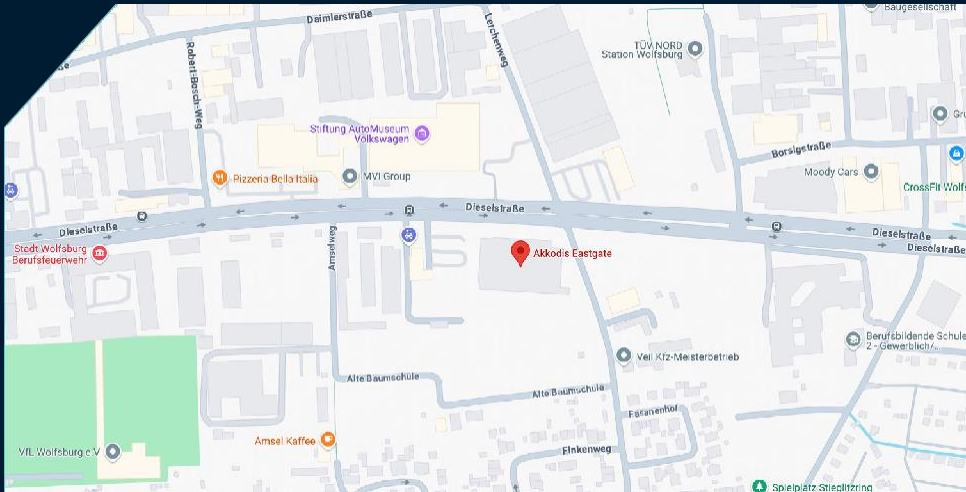 Baugesellschaft
Daimlerstraße
Lerchenweg
TÜV NORD
Station Wolfsburg
Robert-Bosch-Weg
Stiftung AutoMuseum
Volkswagen
Borsigstraße
Pizzeria Bella Italia
MVI Group
Moody Cars
CrossFit Wolfs
Dieselstraße
Dieselstraße
Dieselstraße
Dieselstraße
Stadt Wolfsburg
Berufsfeuerwehr
Amselweg
Akkodis Eastgate
Berufsbildende Schule
2 - Gewerblich/...
Veil Kfz-Meisterbetrieb
Alte Baumschule
Alte Baumschule
Fasanenhof
Amsel Kaffee
VfL Wolfsburg e.V
Finkenweg
Spielplatz Stieglitzring